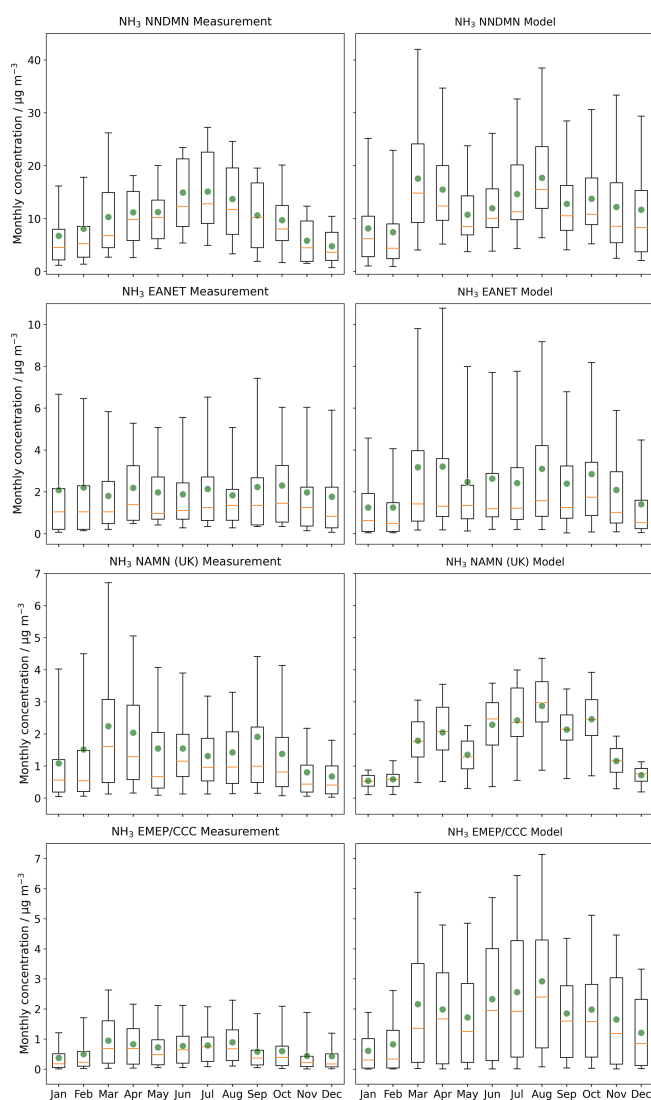 NH₃ NNDMN Measurement
NH₃ NNDMN Model
Monthly concentration / μg m⁻³
40
30
20
10
0
NH₃ EANET Measurement
NH₃ EANET Model
Monthly concentration / μg m⁻³
10
8
6
4
2
0
NH₃ NAMN (UK) Measurement
NH₃ NAMN (UK) Model
Monthly concentration / μg m⁻³
7
6
5
4
3
2
1
0
NH₃ EMEP/CCC Measurement
NH₃ EMEP/CCC Model
Monthly concentration / μg m⁻³
7
6
5
4
3
2
1
0
Jan Feb Mar Apr May Jun Jul Aug Sep Oct Nov Dec
Jan Feb Mar Apr May Jun Jul Aug Sep Oct Nov Dec